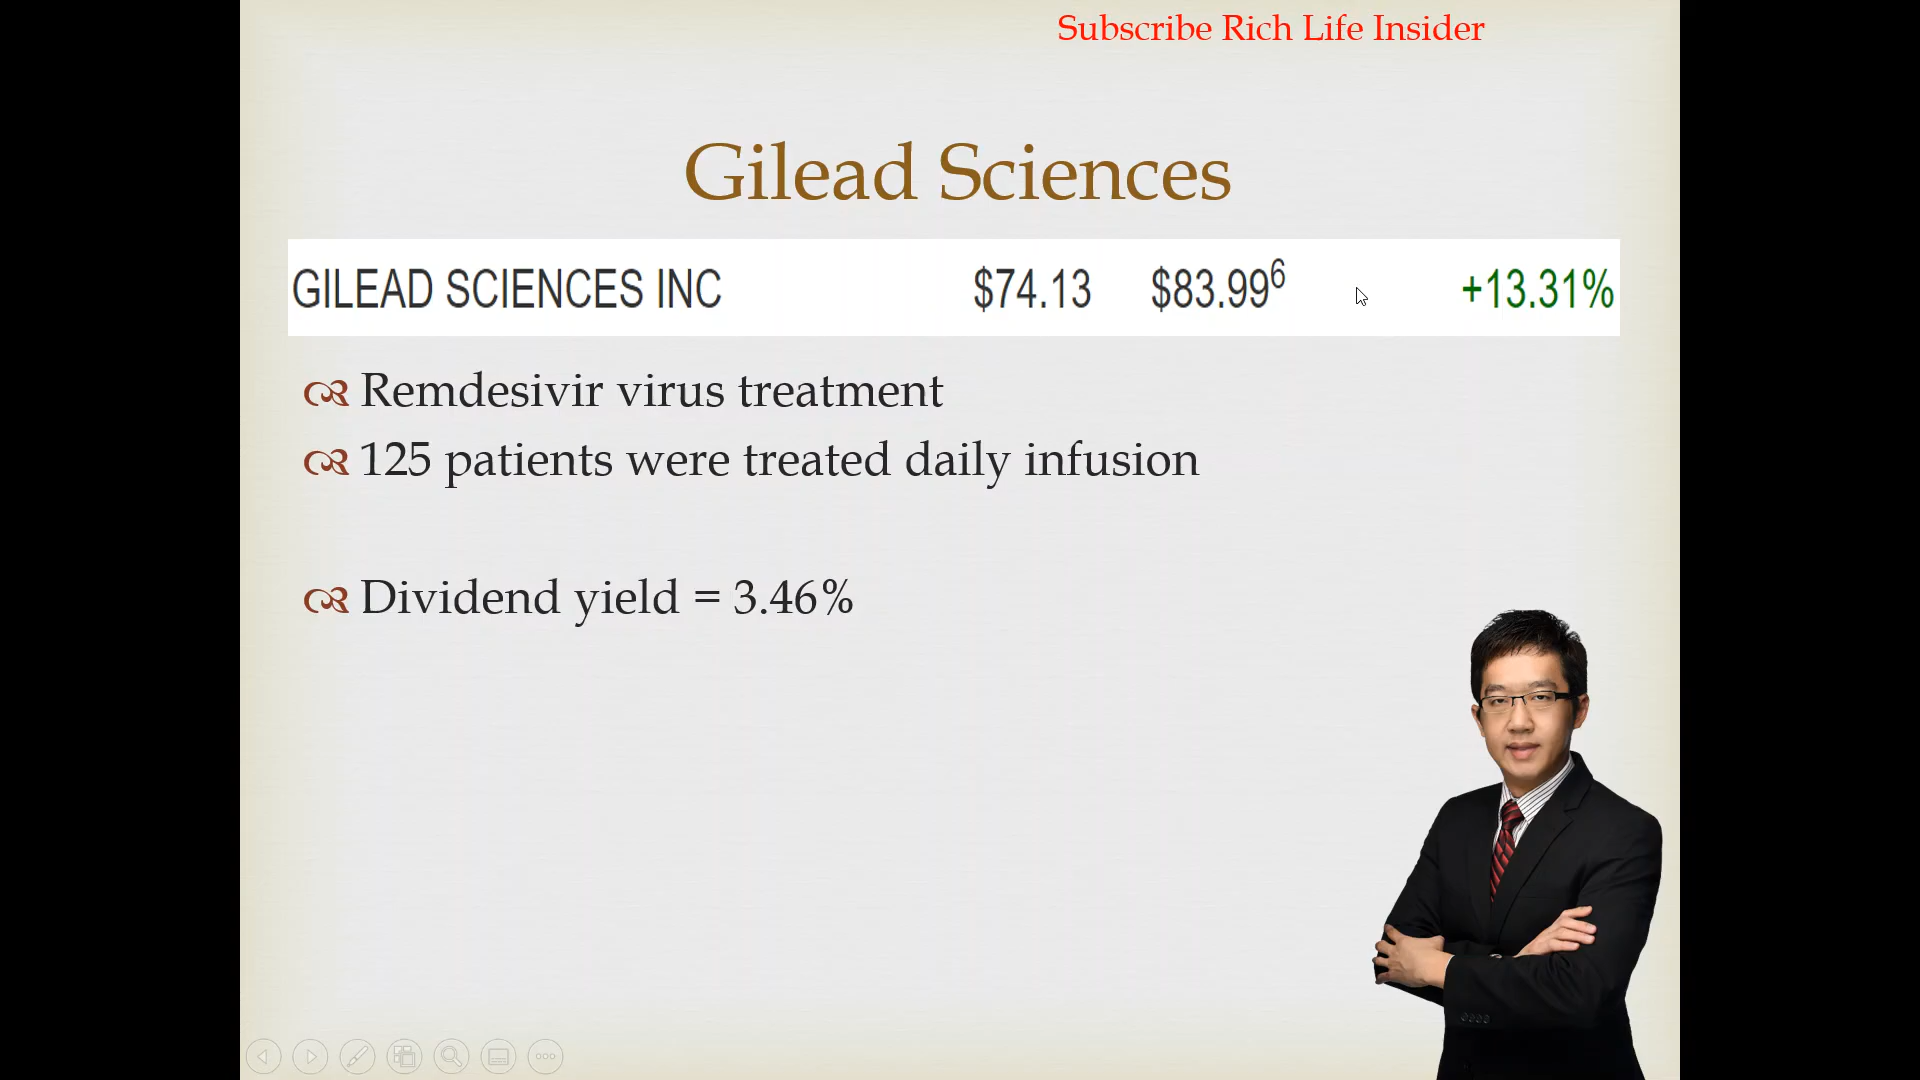 Subscribe Rich Life Insider
Gilead Sciences
GILEAD SCIENCES INC $74.13 $83.99⁶ +13.31%
Remdesivir virus treatment
125 patients were treated daily infusion
Dividend yield = 3.46%